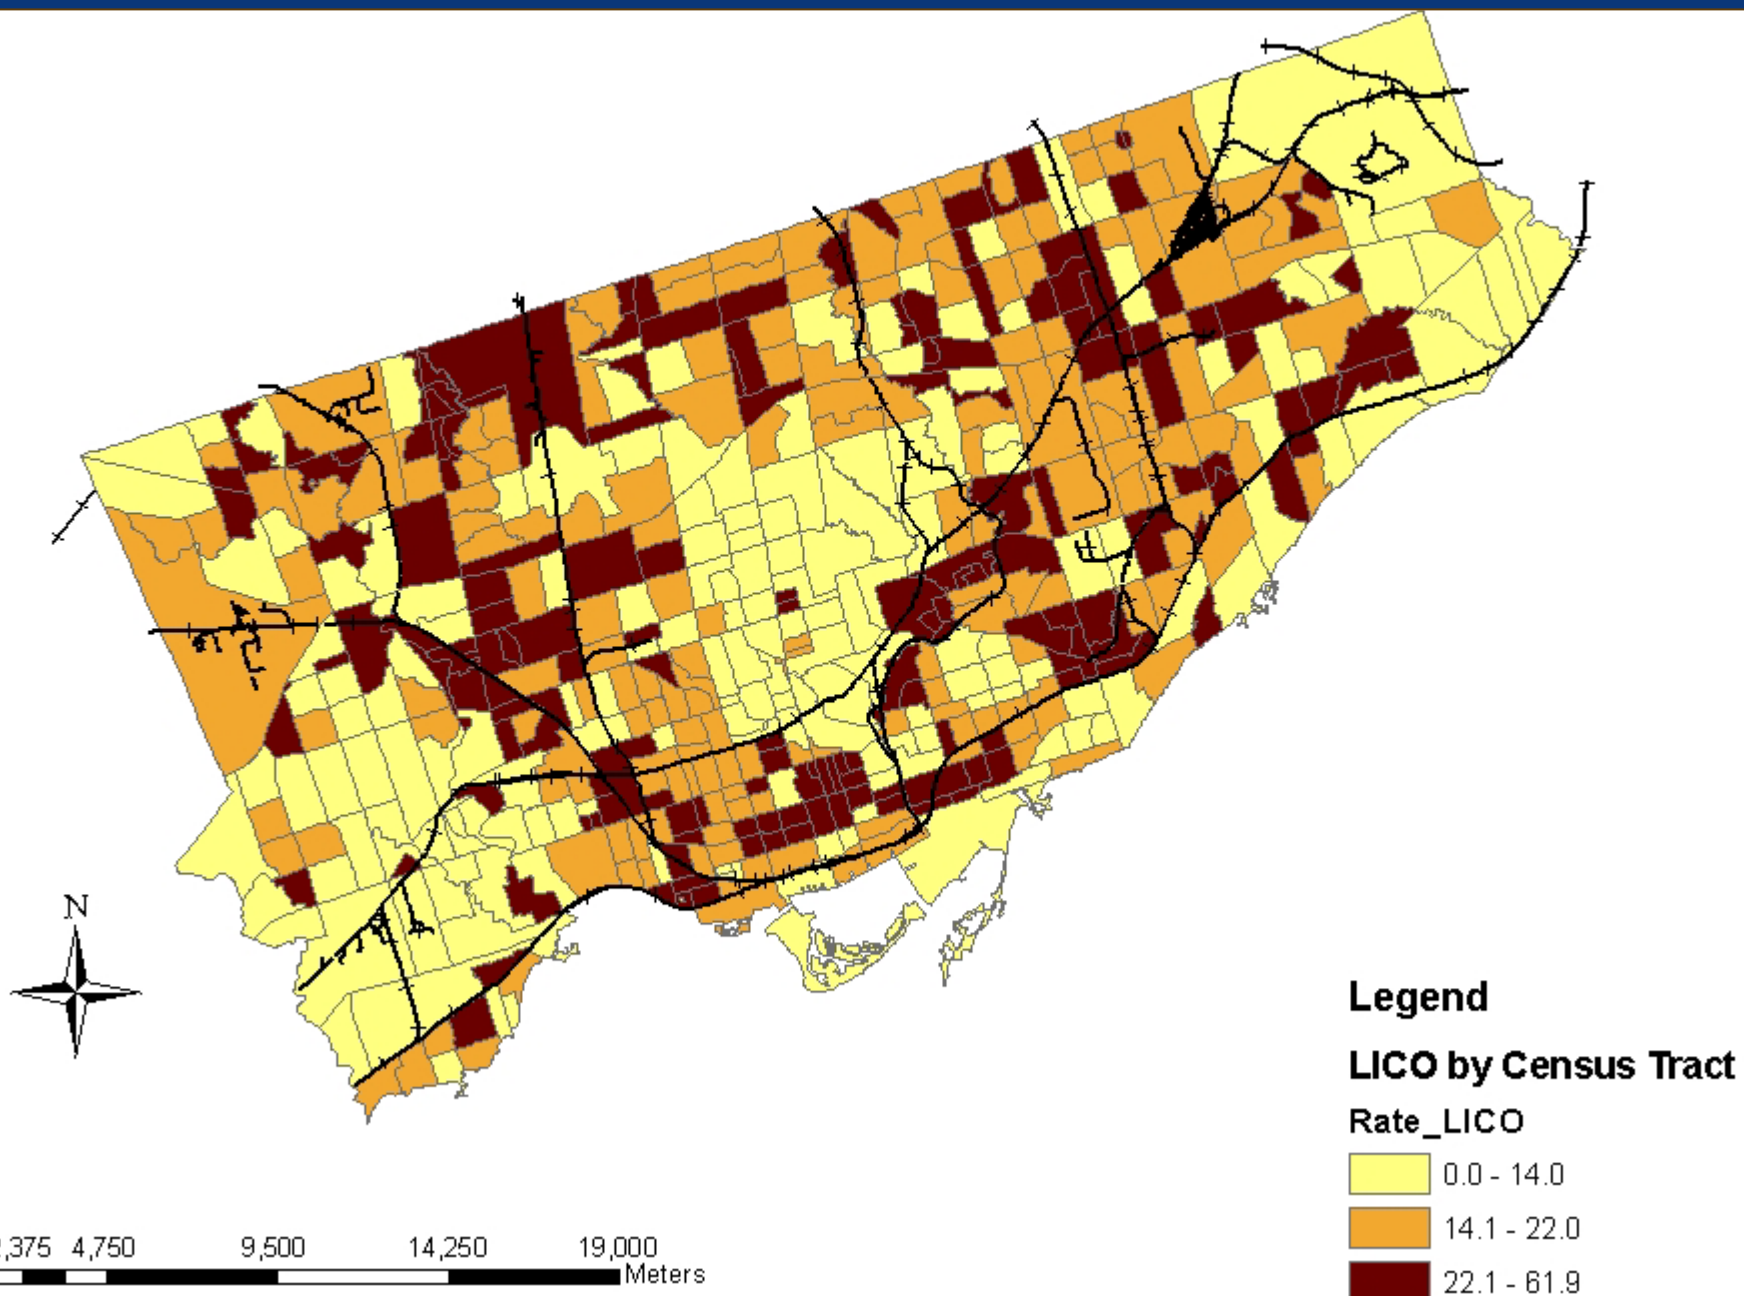 N
Legend
LICO by Census Tract
Rate_LICO
0.0 - 14.0
14.1 - 22.0
22.1 - 61.9
,375 4,750 9,500 14,250 19,000
Meters